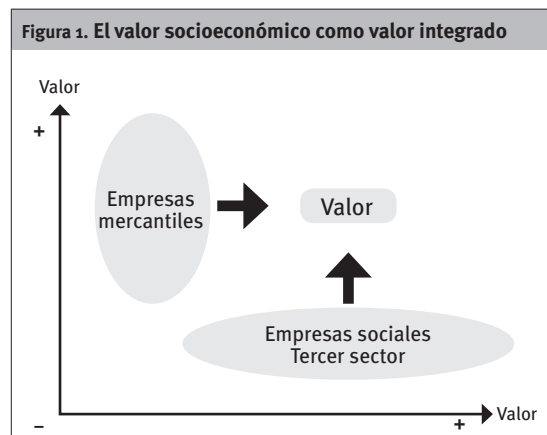 Figura 1. El valor socioeconómico como valor integrado
Valor
+
Empresas
mercantiles
Valor
Empresas sociales
Tercer sector
–
+
Valor